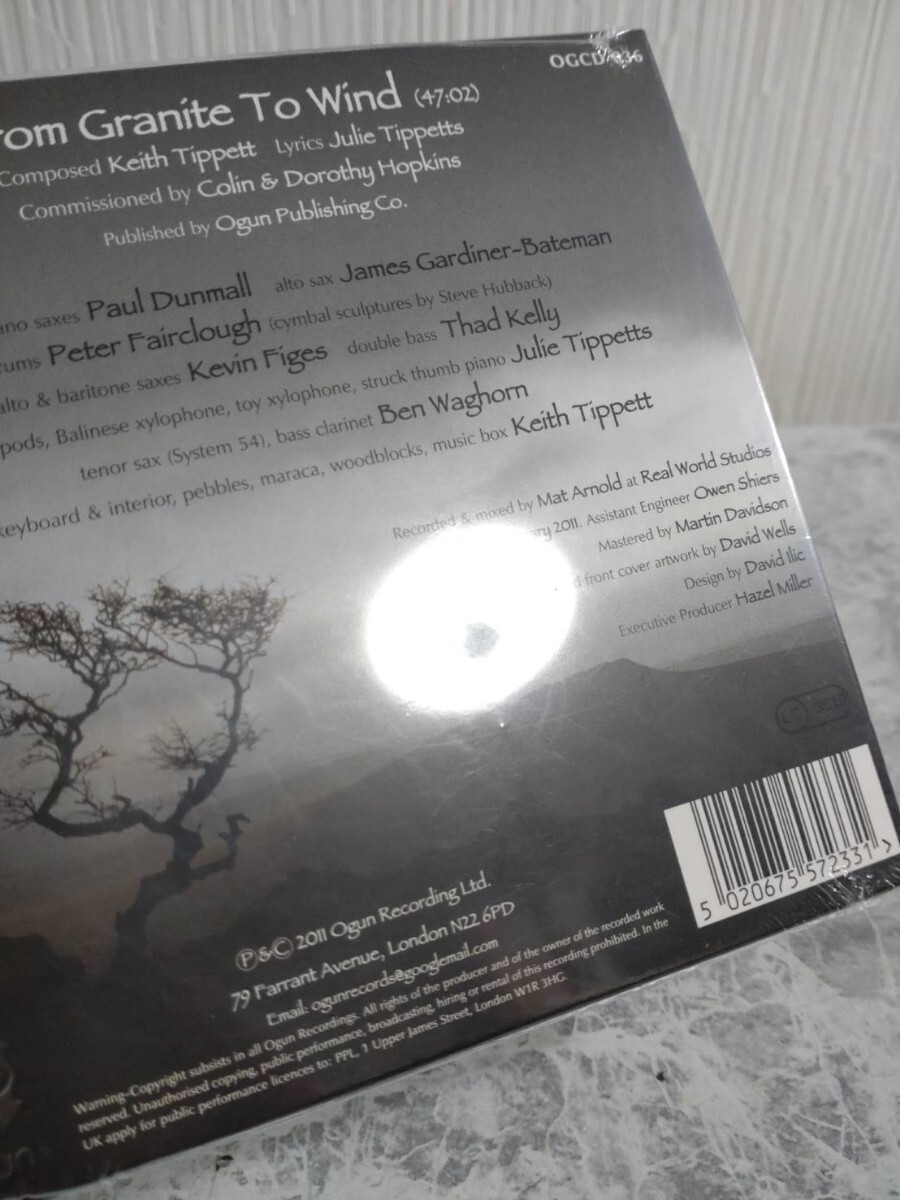 OGCD 036
rom Granite To Wind (47:02)
Composed Keith Tippett Lyrics Julie Tippetts
Commissioned by Colin & Dorothy Hopkins
Published by Ogun Publishing Co.
ano saxes Paul Dunmall alto sax James Gardiner-Bateman
rums Peter Fairclough (cymbal sculptures by Steve Hubback)
alto & baritone saxes Kevin Figes double bass Thad Kelly
pods, Balinese xylophone, toy xylophone, struck thumb piano Julie Tippetts
tenor sax (System 54), bass clarinet Ben Waghorn
keyboard & interior, pebbles, maraca, woodblocks, music box Keith Tippett
Recorded & mixed by Mat Arnold at Real World Studios
ary 2011. Assistant Engineer Owen Shiers
Mastered by Martin Davidson
d front cover artwork by David Wells
Design by David Ilic
Executive Producer Hazel Miller
LC
5 020675 572331 >
Ⓟ&© 2011 Ogun Recording Ltd.
79 Farrant Avenue, London N22 6PD
Email: ogunrecords@googlemail.com
Warning-Copyright subsists in all Ogun Recordings. All rights of the producer and of the owner of the recorded work
reserved. Unauthorised copying, public performance, broadcasting, hiring or rental of this recording prohibited. In the
UK apply for public performance licences to: PPL, 1 Upper James Street, London W1R 3HG.